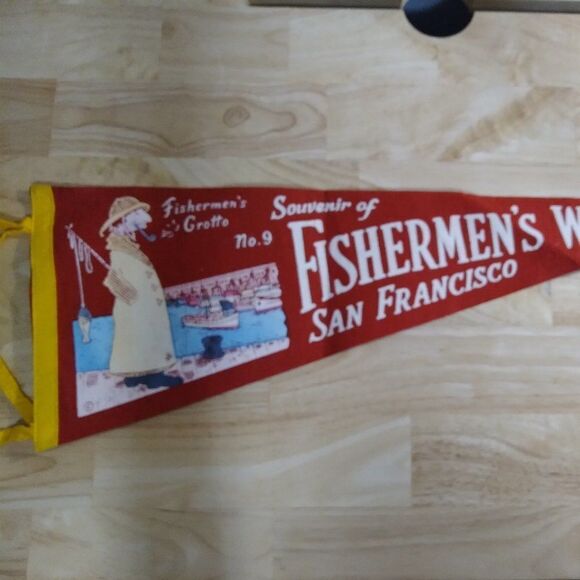 Fishermen's
Grotto
No.9
Souvenir of
FISHERMEN'S W
SAN FRANCISCO
©